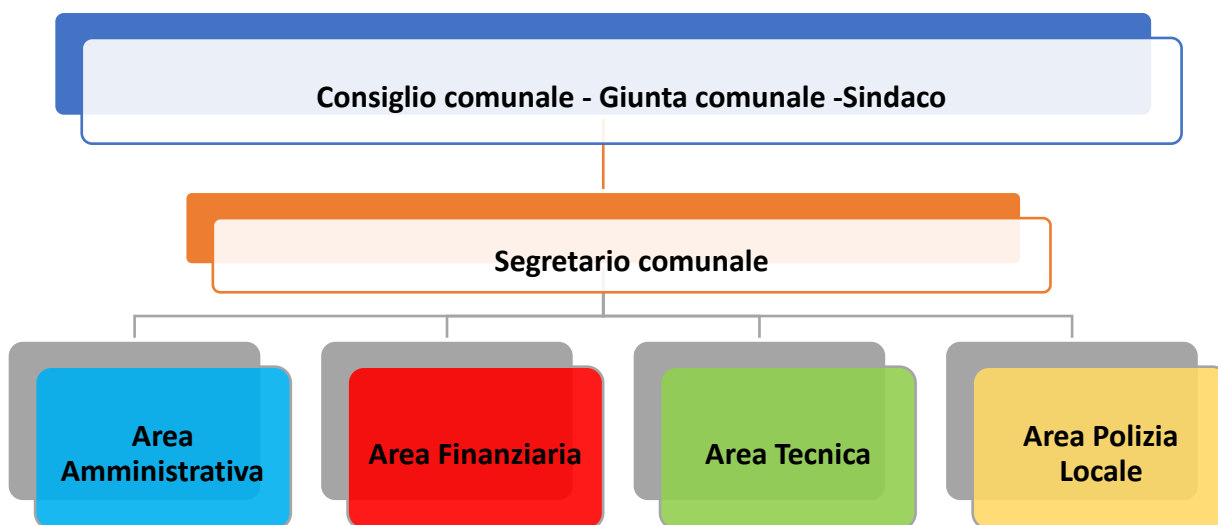 Consiglio comunale - Giunta comunale -Sindaco
Segretario comunale
Area
Amministrativa
Area Finanziaria
Area Tecnica
Area Polizia
Locale